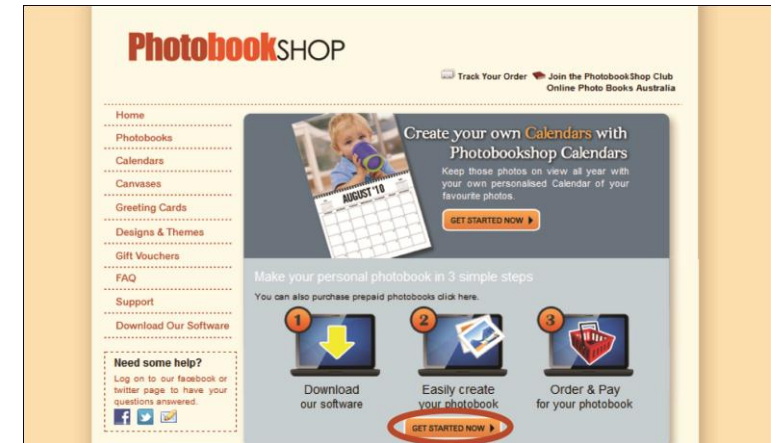 PhotobookSHOP
Track Your Order Join the PhotobookShop Club
Online Photo Books Australia
Home
Photobooks
Calendars
Canvases
Greeting Cards
Designs & Themes
Gift Vouchers
FAQ
Support
Download Our Software
Need some help?
Log on to our facebook or
twitter page to have your
questions answered.
AUGUST '10
Create your own Calendars with
Photobookshop Calendars
Keep those photos on view all year with
your own personalised Calendar of your
favourite photos.
GET STARTED NOW
Make your personal photobook in 3 simple steps
You can also purchase prepaid photobooks click here.
1
2
3
Download
our software
Easily create
your photobook
Order & Pay
for your photobook
GET STARTED NOW